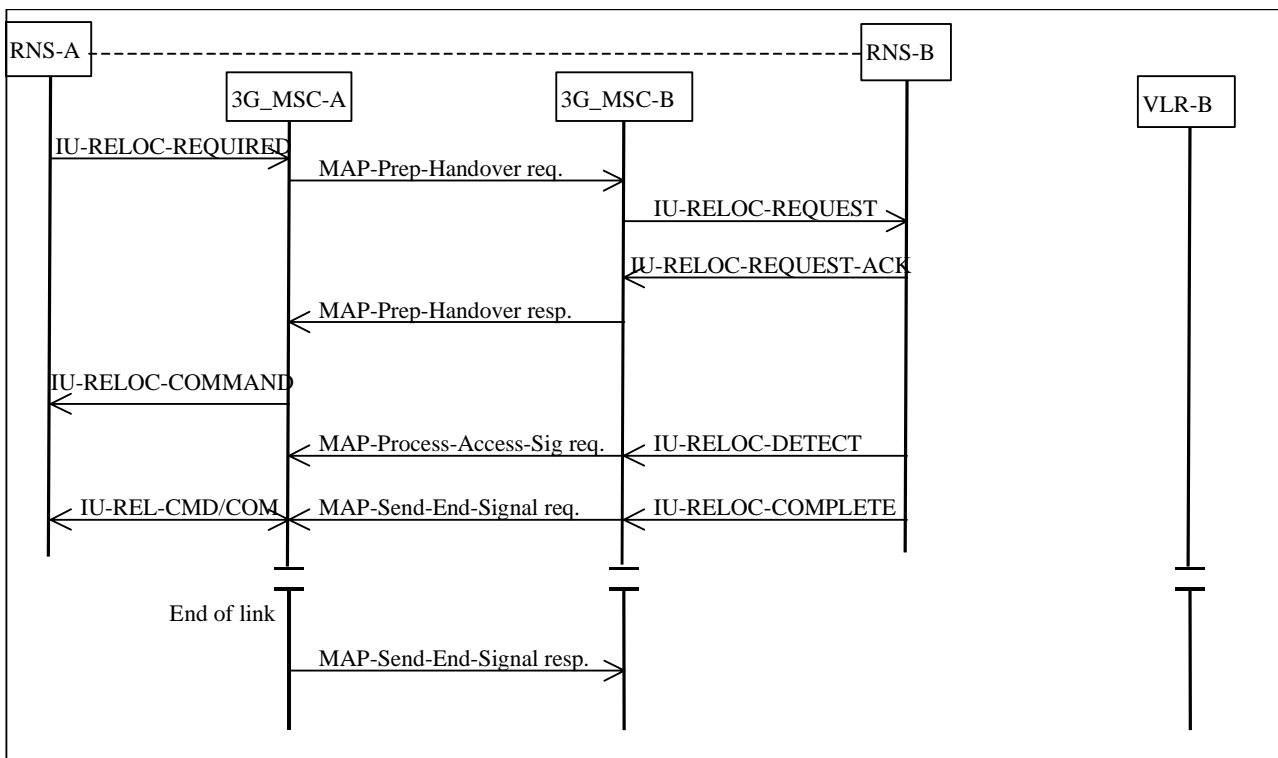 RNS-A
RNS-B
3G_MSC-A
3G_MSC-B
VLR-B
IU-RELOC-REQUIRED
MAP-Prep-Handover req.
IU-RELOC-REQUEST
IU-RELOC-REQUEST-ACK
MAP-Prep-Handover resp.
IU-RELOC-COMMAND
MAP-Process-Access-Sig req.
IU-RELOC-DETECT
IU-REL-CMD/COM
MAP-Send-End-Signal req.
IU-RELOC-COMPLETE
End of link
MAP-Send-End-Signal resp.